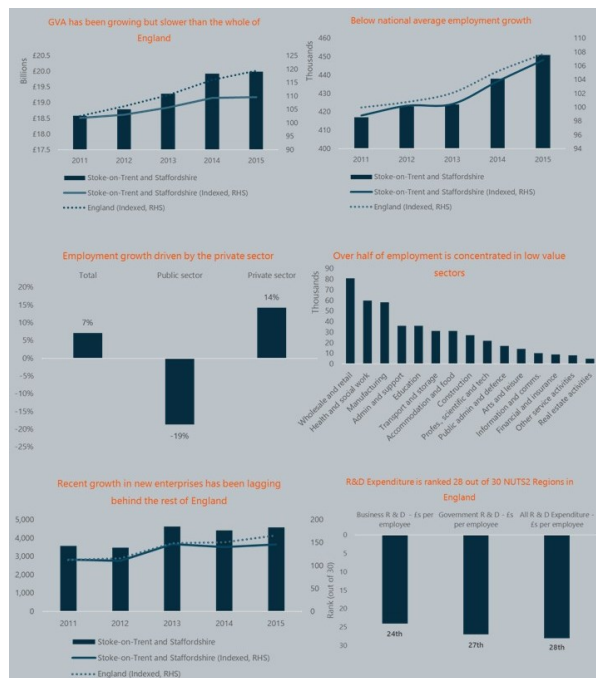 GVA has been growing but slower than the whole of
England
Billions
£20.5
£20.0
£19.5
£19.0
£18.5
£18.0
£17.5
125
120
115
110
105
100
95
90
2011 2012 2013 2014 2015
Stoke-on-Trent and Staffordshire
Stoke-on-Trent and Staffordshire (Indexed, RHS)
England (Indexed, RHS)
Below national average employment growth
Thousands
460
450
440
430
420
410
400
110
108
106
104
102
100
98
96
94
2011 2012 2013 2014 2015
Stoke-on-Trent and Staffordshire
Stoke-on-Trent and Staffordshire (Indexed, RHS)
England (Indexed, RHS)
Employment growth driven by the private sector
Total Public sector Private sector
20%
15%
10%
5%
0%
-5%
-10%
-15%
-20%
-25%
7%
-19%
14%
Over half of employment is concentrated in low value
sectors
Thousands
90
80
70
60
50
40
30
20
10
0
Wholesale and retail
Health and social work
Manufacturing
Admin and support
Education
Transport and storage
Accommodation and food
Construction
Profes, scientific and tech
Public admin and defence
Arts and leisure
Information and comms.
Financial and insurance
Other service activities
Real estate activities
Recent growth in new enterprises has been lagging
behind the rest of England
5,000
4,000
3,000
2,000
1,000
0
200
150
100
50
0
2011 2012 2013 2014 2015
Stoke-on-Trent and Staffordshire
Stoke-on-Trent and Staffordshire (Indexed, RHS)
England (Indexed, RHS)
R&D Expenditure is ranked 28 out of 30 NUTS2 Regions in
England
Business R & D - £s per
employee
Government R & D - £s
per employee
All R & D Expenditure -
£s per employee
Rank (out of 30)
0
5
10
15
20
25
30
24th
27th
28th